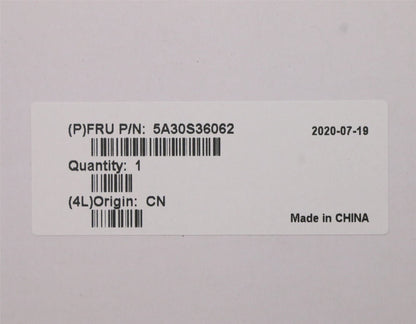 (P)FRU P/N: 5A30S36062
2020-07-19
Quantity: 1
(4L)Origin: CN
Made in CHINA